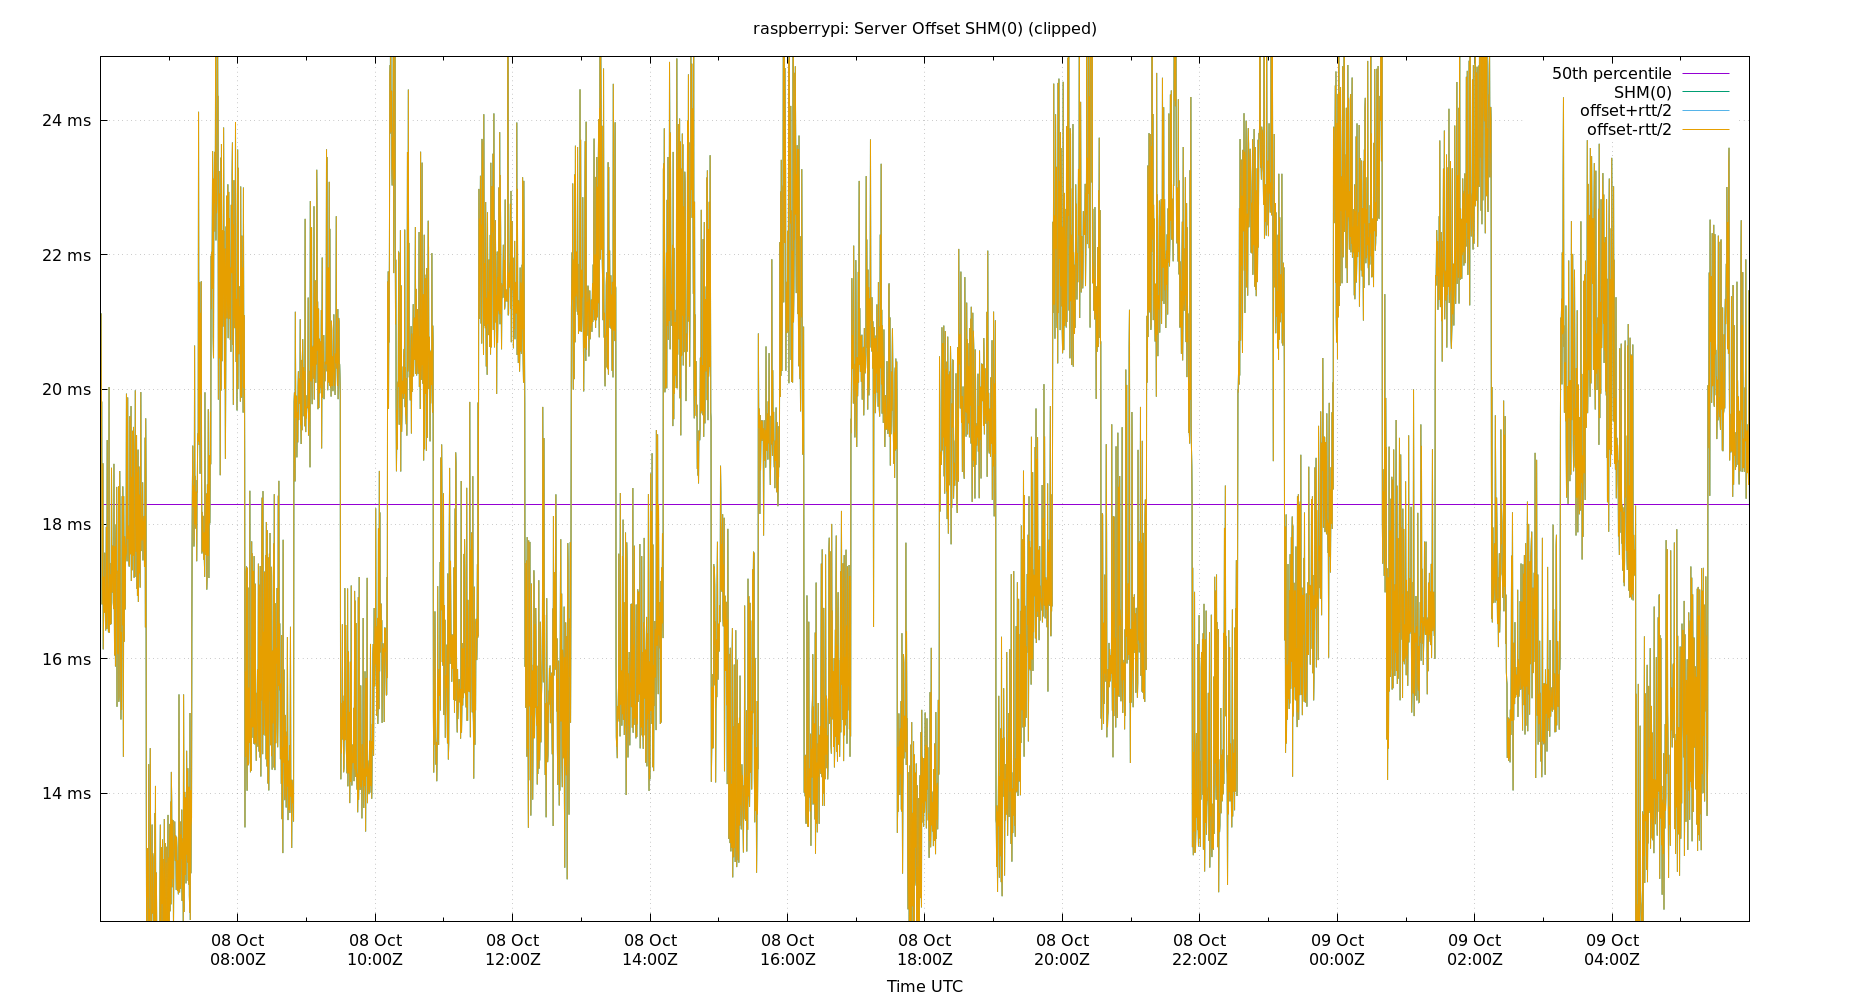 raspberrypi: Server Offset SHM(0) (clipped)
50th percentile
SHM(0)
offset+rtt/2
offset-rtt/2
24 ms
22 ms
20 ms
18 ms
16 ms
14 ms
08 Oct 08 Oct 08 Oct 08 Oct 08 Oct 08 Oct 08 Oct 08 Oct 09 Oct 09 Oct 09 Oct
08:00Z 10:00Z 12:00Z 14:00Z 16:00Z 18:00Z 20:00Z 22:00Z 00:00Z 02:00Z 04:00Z
Time UTC